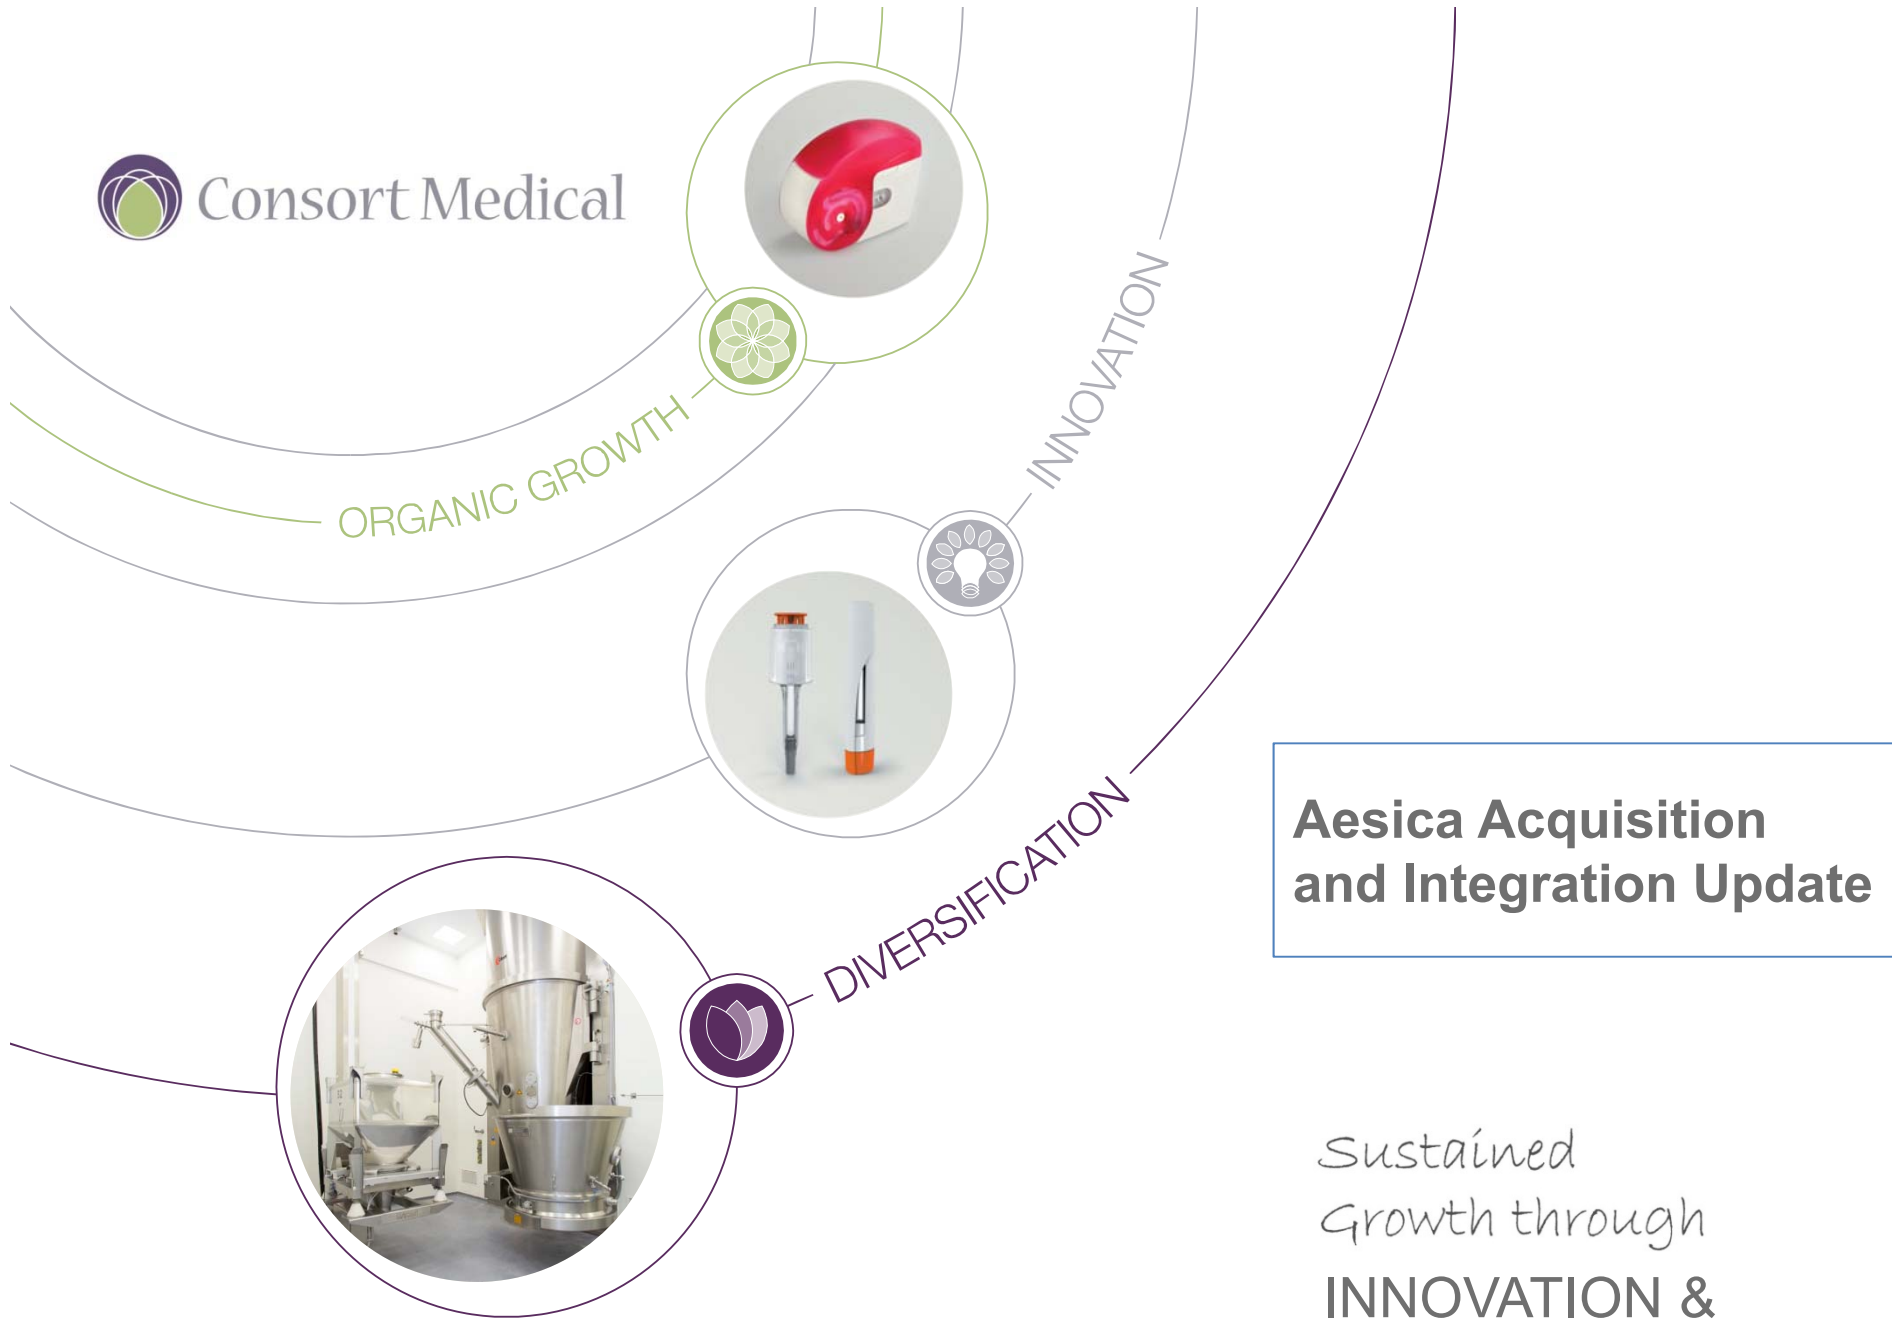 Consort Medical
ORGANIC GROWTH
INNOVATION
DIVERSIFICATION
Aesica Acquisition
and Integration Update
Sustained
Growth through
INNOVATION &